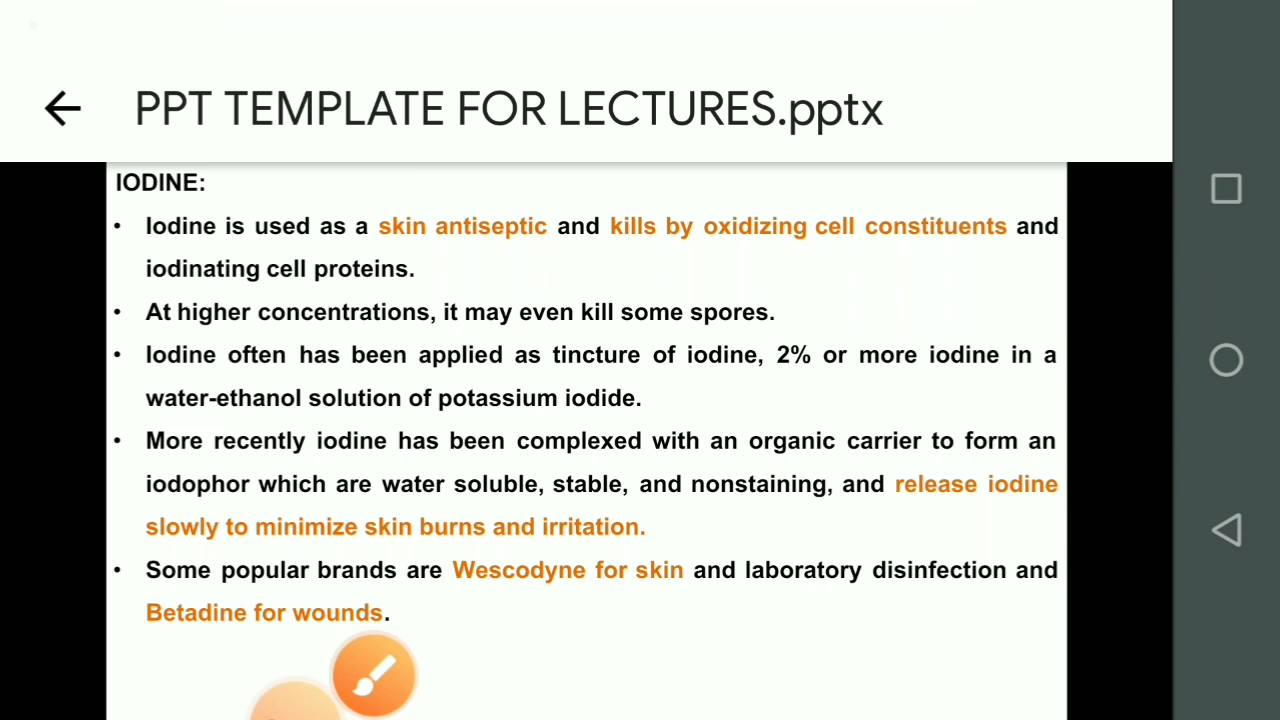 PPT TEMPLATE FOR LECTURES.pptx
IODINE:
• Iodine is used as a skin antiseptic and kills by oxidizing cell constituents and
iodinating cell proteins.
• At higher concentrations, it may even kill some spores.
• Iodine often has been applied as tincture of iodine, 2% or more iodine in a
water-ethanol solution of potassium iodide.
• More recently iodine has been complexed with an organic carrier to form an
iodophor which are water soluble, stable, and nonstaining, and release iodine
slowly to minimize skin burns and irritation.
• Some popular brands are Wescodyne for skin and laboratory disinfection and
Betadine for wounds.